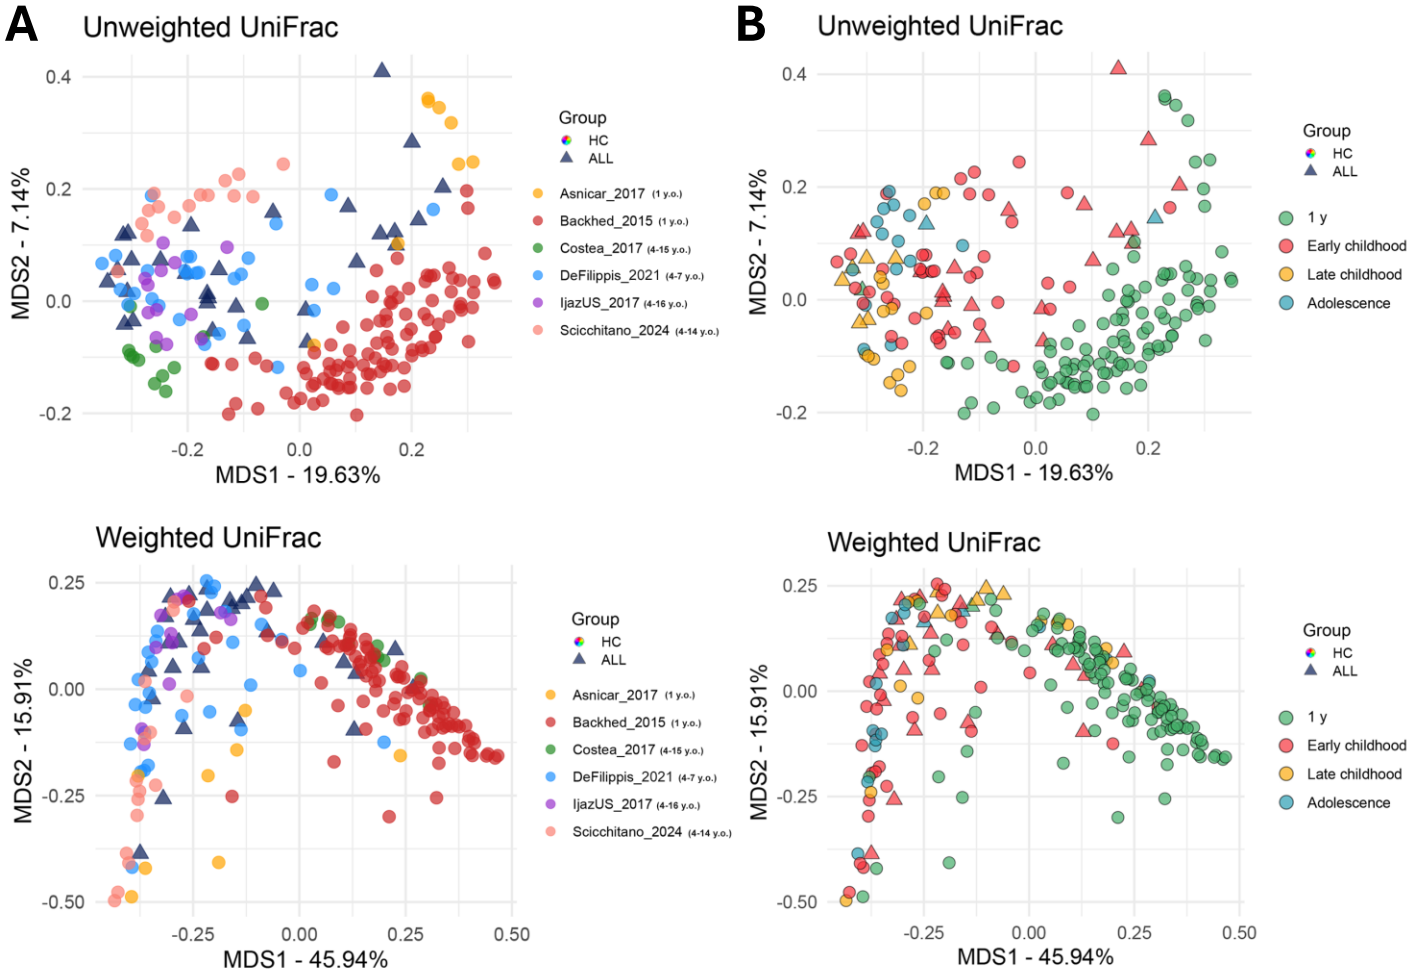 A
Unweighted UniFrac
0.4
0.2
0.0
-0.2
-0.2
0.0
0.2
MDS1 - 19.63%
MDS2 - 7.14%
Group
HC
ALL
Asnicar_2017 (1 y.o.)
Backhed_2015 (1 y.o.)
Costea_2017 (4-15 y.o.)
DeFilippis_2021 (4-7 y.o.)
IjazUS_2017 (4-16 y.o.)
Scicchitano_2024 (4-14 y.o.)
B
Unweighted UniFrac
0.4
0.2
0.0
-0.2
-0.2
0.0
0.2
MDS1 - 19.63%
MDS2 - 7.14%
Group
HC
ALL
1 y
Early childhood
Late childhood
Adolescence
Weighted UniFrac
0.25
0.00
-0.25
-0.50
-0.25
0.00
0.25
0.50
MDS1 - 45.94%
MDS2 - 15.91%
Group
HC
ALL
Asnicar_2017 (1 y.o.)
Backhed_2015 (1 y.o.)
Costea_2017 (4-15 y.o.)
DeFilippis_2021 (4-7 y.o.)
IjazUS_2017 (4-16 y.o.)
Scicchitano_2024 (4-14 y.o.)
Weighted UniFrac
0.25
0.00
-0.25
-0.50
-0.25
0.00
0.25
0.50
MDS1 - 45.94%
MDS2 - 15.91%
Group
HC
ALL
1 y
Early childhood
Late childhood
Adolescence